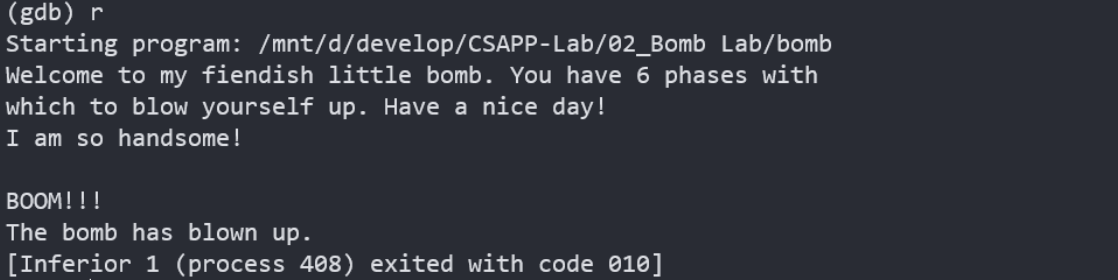 (gdb) r
Starting program: /mnt/d/develop/CSAPP-Lab/02_Bomb Lab/bomb
Welcome to my fiendish little bomb. You have 6 phases with
which to blow yourself up. Have a nice day!
I am so handsome!
BOOM!!!
The bomb has blown up.
[Inferior 1 (process 408) exited with code 010]